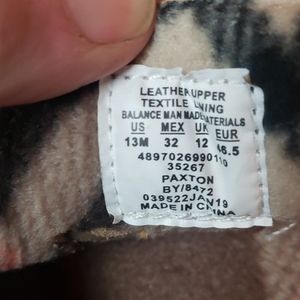 LEATHER UPPER
TEXTILE LINING
BALANCE MAN MADE MATERIALS
US MEX UK EUR
13M 32 12 46.5
4897026990110
35267
PAXTON
BY/8472
039522JAN19
MADE IN CHINA